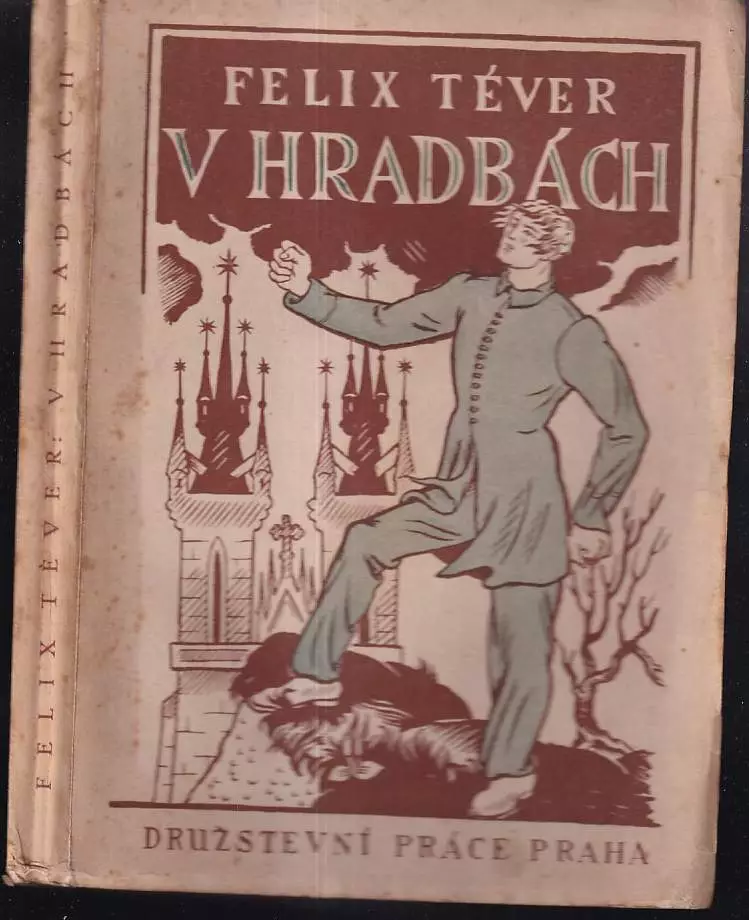 FELIX TÉVER
V HRADBÁCH
DRUŽSTEVNÍ PRÁCE PRAHA
FELIX TÉVER: V HRADBÁCH